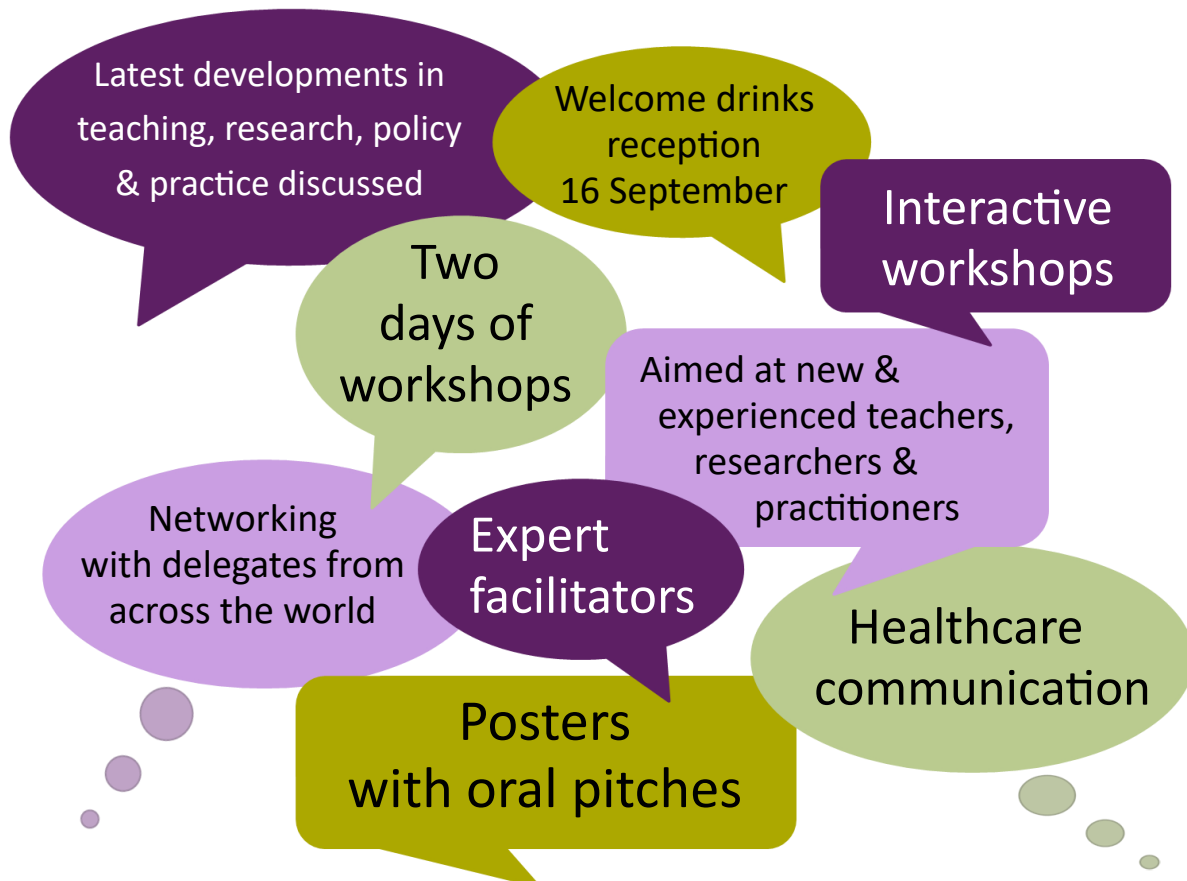 Latest developments in
teaching, research, policy
& practice discussed
Welcome drinks
reception
16 September
Interactive
workshops
Two
days of
workshops
Aimed at new &
experienced teachers,
researchers &
practitioners
Networking
with delegates from
across the world
Expert
facilitators
Healthcare
communication
Posters
with oral pitches